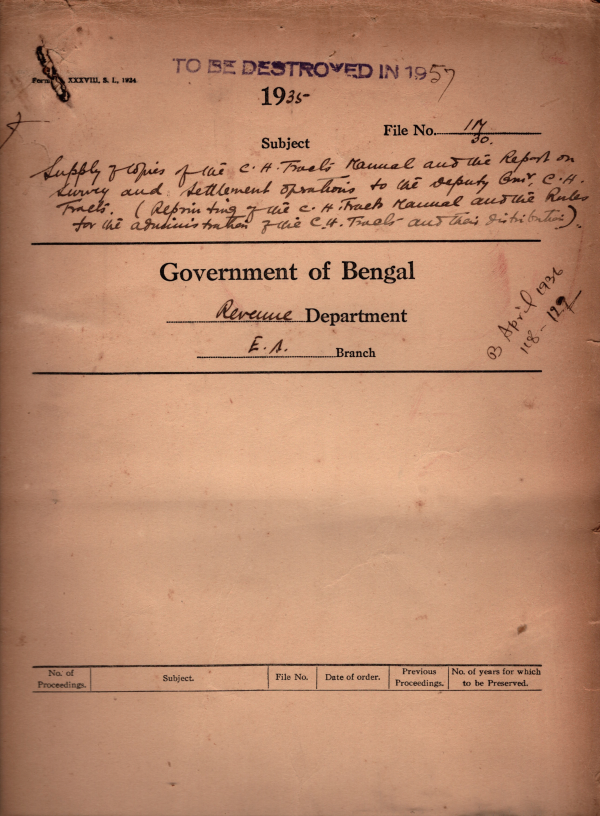 Form XXXVIII, S. I., 1934.
TO BE DESTROYED IN 1957
1935-
File No.
30.
Subject
Supply of copies of the C. H. Tracts Manual and the Report on
Survey and Settlement operations to the Deputy Comr, C. H.
Tracts. (Reprinting of the C. H. Tracts Manual and the Rules
for the administration of the C. H. Tracts and their distribution)
Government of Bengal
Revenue Department
E. A. Branch
B April 1936
118 - 129
No. of Proceedings.
Subject.
File No.
Date of order.
Previous Proceedings.
No. of years for which to be Preserved.